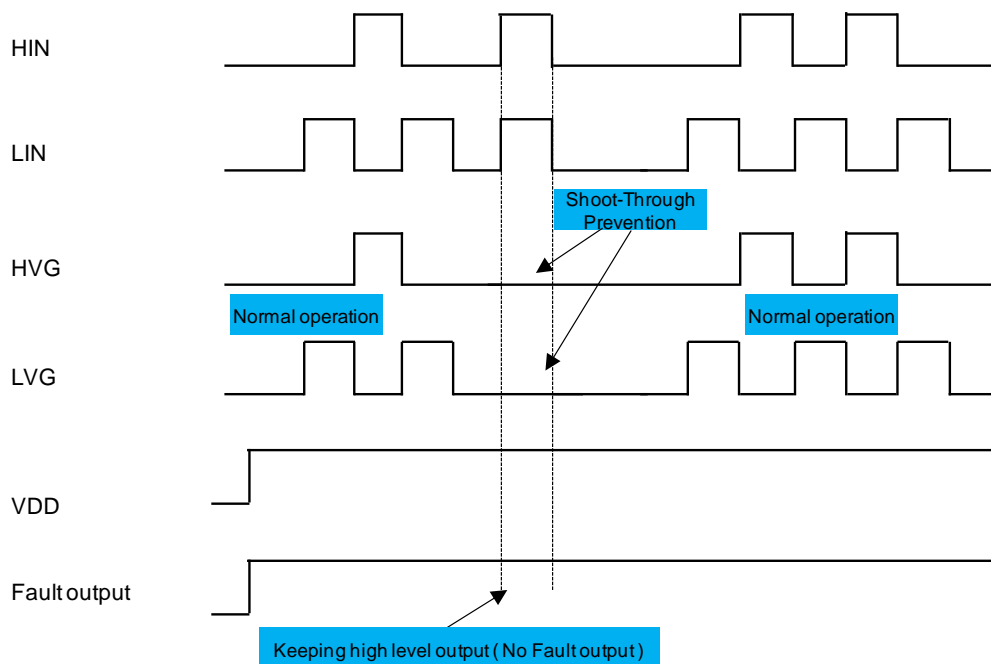 HIN
LIN
Shoot-Through
Prevention
HVG
Normal operation
Normal operation
LVG
VDD
Fault output
Keeping high level output ( No Fault output )